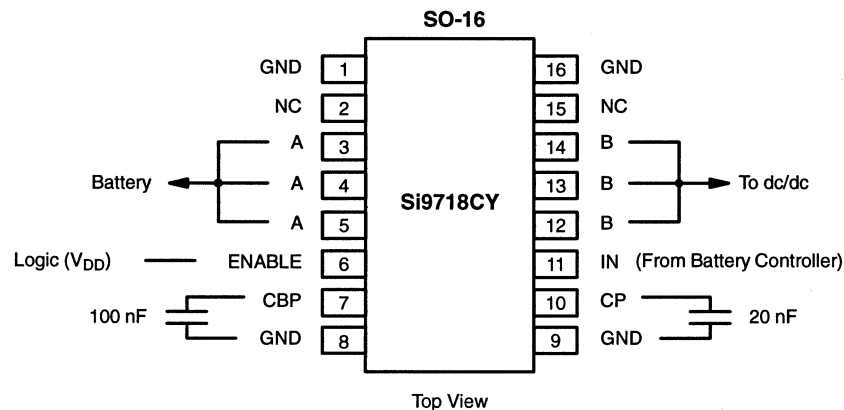 SO-16
GND 1 16 GND
NC 2 15 NC
A 3 14 B
Battery A 4 Si9718CY 13 B To dc/dc
A 5 12 B
Logic (VDD) ENABLE 6 11 IN (From Battery Controller)
CBP 7 10 CP
100 nF 20 nF
GND 8 9 GND
Top View